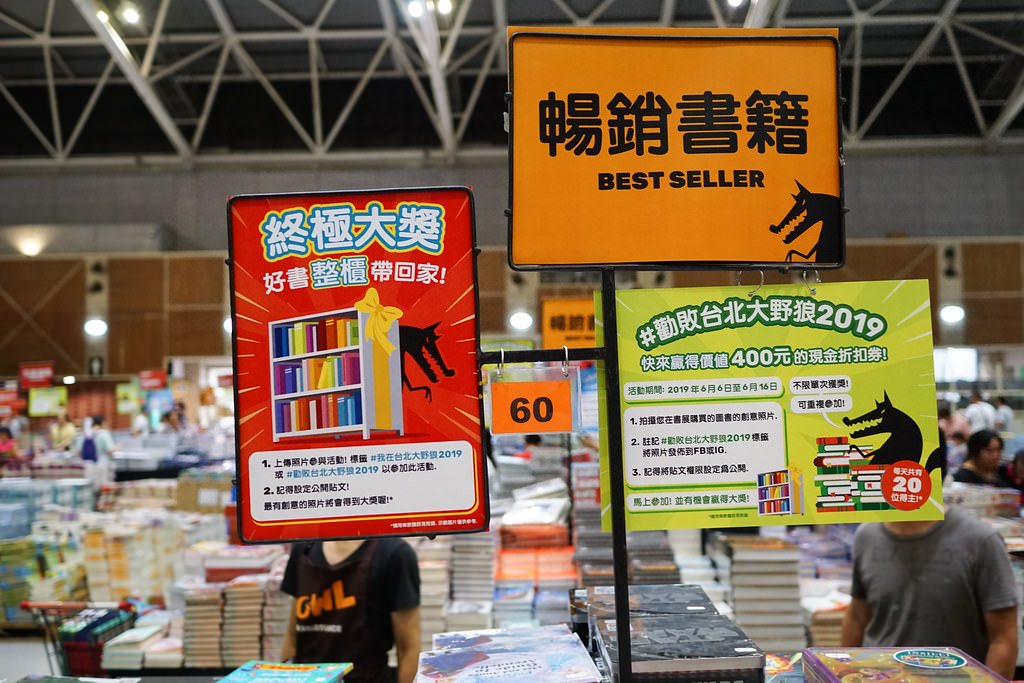 暢銷書籍
BEST SELLER
終極大獎
好書整櫃帶回家!
1. 上傳照片參與活動! 標籤 #我在台北大野狼2019
或 #勸敗台北大野狼2019 以參加此活動.
2. 記得設定公開貼文!
最有創意的照片將會得到大獎喔!*
60
暢銷
#勸敗台北大野狼2019
快來贏得價值400元的現金折扣券!
活動期間: 2019 年 6月6日至 6月16日
不限單次獲獎!
可重複參加!
1. 拍攝您在書展購買的圖書的創意照片.
2. 註記 #勸敗台北大野狼2019 標籤
將照片發佈到FB或IG.
3. 記得將貼文權限設定為公開.
馬上參加! 並有機會贏得大獎!
每天共有
20
位得主!*